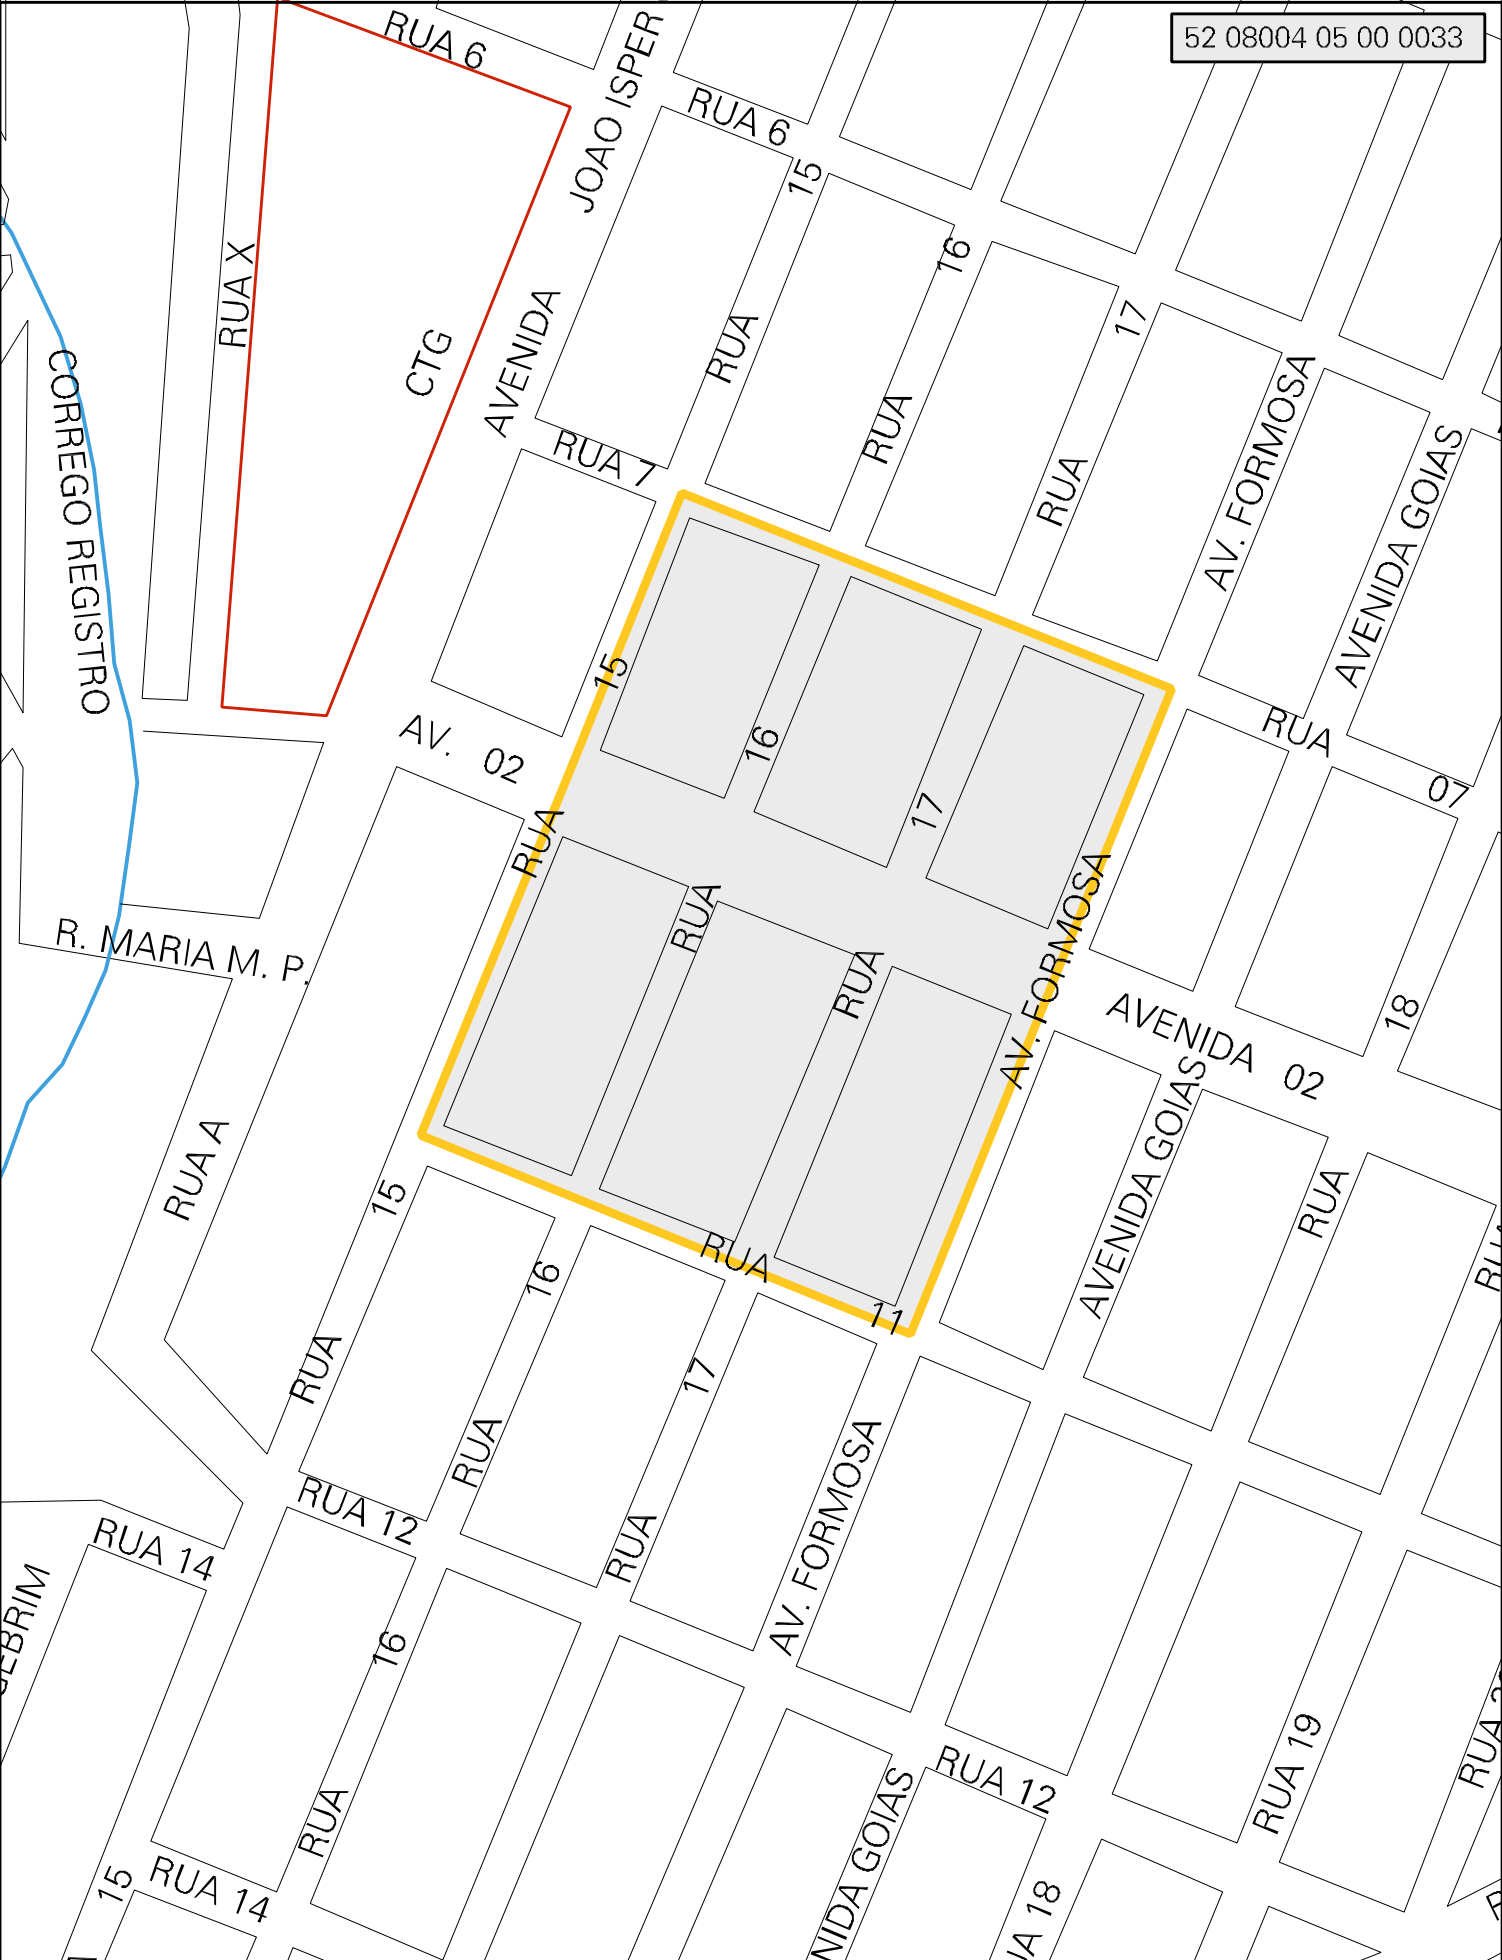 52 08004 05 00 0033
RUA 6
JOAO ISPER
RUA 6
15
16
17
RUA X
CTG
AVENIDA
RUA
RUA
RUA
AV. FORMOSA
AVENIDA GOIAS
CORREGO REGISTRO
RUA 7
15
16
17
AV. 02
RUA
RUA
RUA
AV. FORMOSA
RUA 07
R. MARIA M. P.
AVENIDA 02
18
AVENIDA GOIAS
RUA
RUA A
15
16
17
RUA 11
RUA
RUA
RUA
AV. FORMOSA
RUA 12
RUA 14
16
RUA
RUA 12
RUA 19
AVENIDA GOIAS
15
RUA 14
18